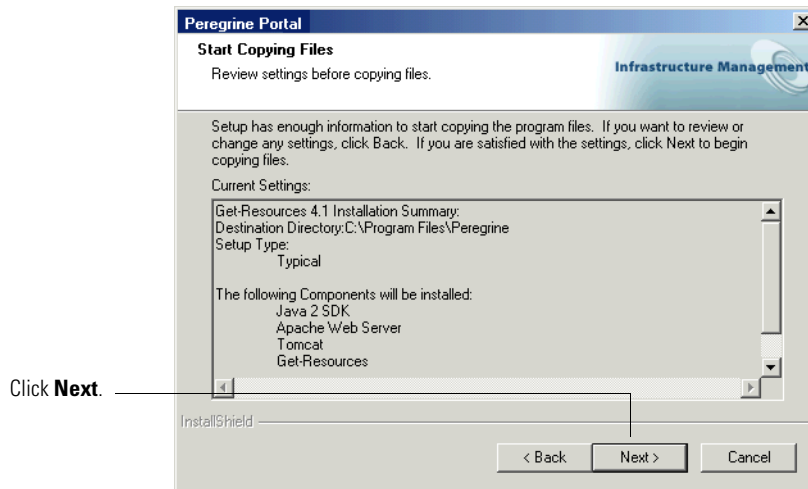 Peregrine Portal
Start Copying Files
Review settings before copying files.
Infrastructure Management
Setup has enough information to start copying the program files. If you want to review or
change any settings, click Back. If you are satisfied with the settings, click Next to begin
copying files.
Current Settings:
Get-Resources 4.1 Installation Summary:
Destination Directory:C:\Program Files\Peregrine
Setup Type:
Typical
The following Components will be installed:
Java 2 SDK
Apache Web Server
Tomcat
Get-Resources
Click Next.
InstallShield
< Back
Next >
Cancel